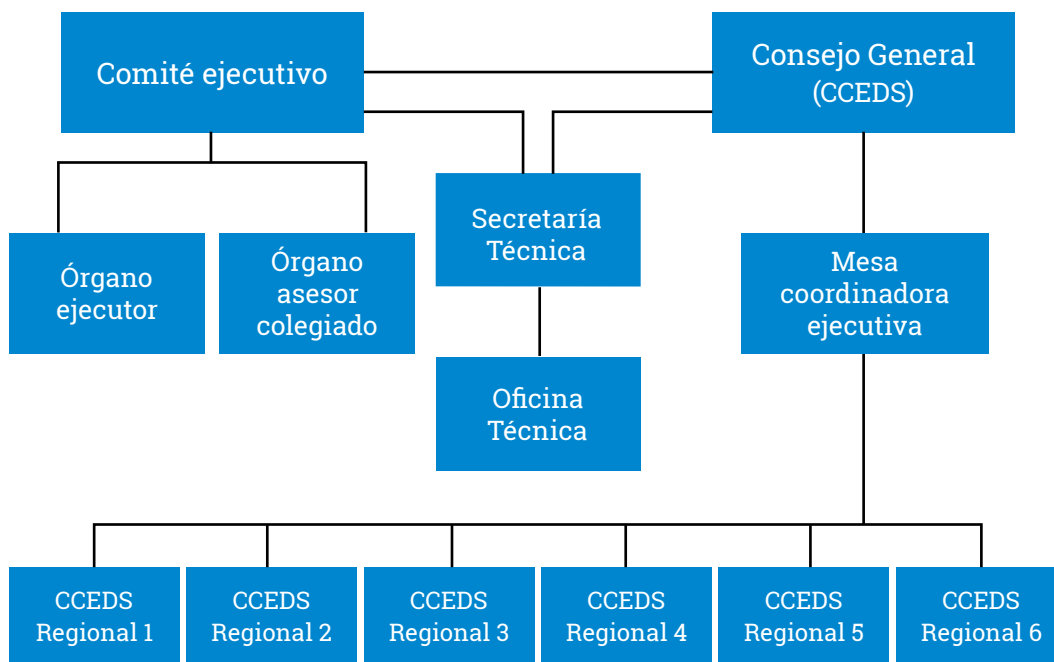 Comité ejecutivo
Consejo General
(CCEDS)
Secretaría
Técnica
Órgano
ejecutor
Órgano
asesor
colegiado
Mesa
coordinadora
ejecutiva
Oficina
Técnica
CCEDS
Regional 1
CCEDS
Regional 2
CCEDS
Regional 3
CCEDS
Regional 4
CCEDS
Regional 5
CCEDS
Regional 6